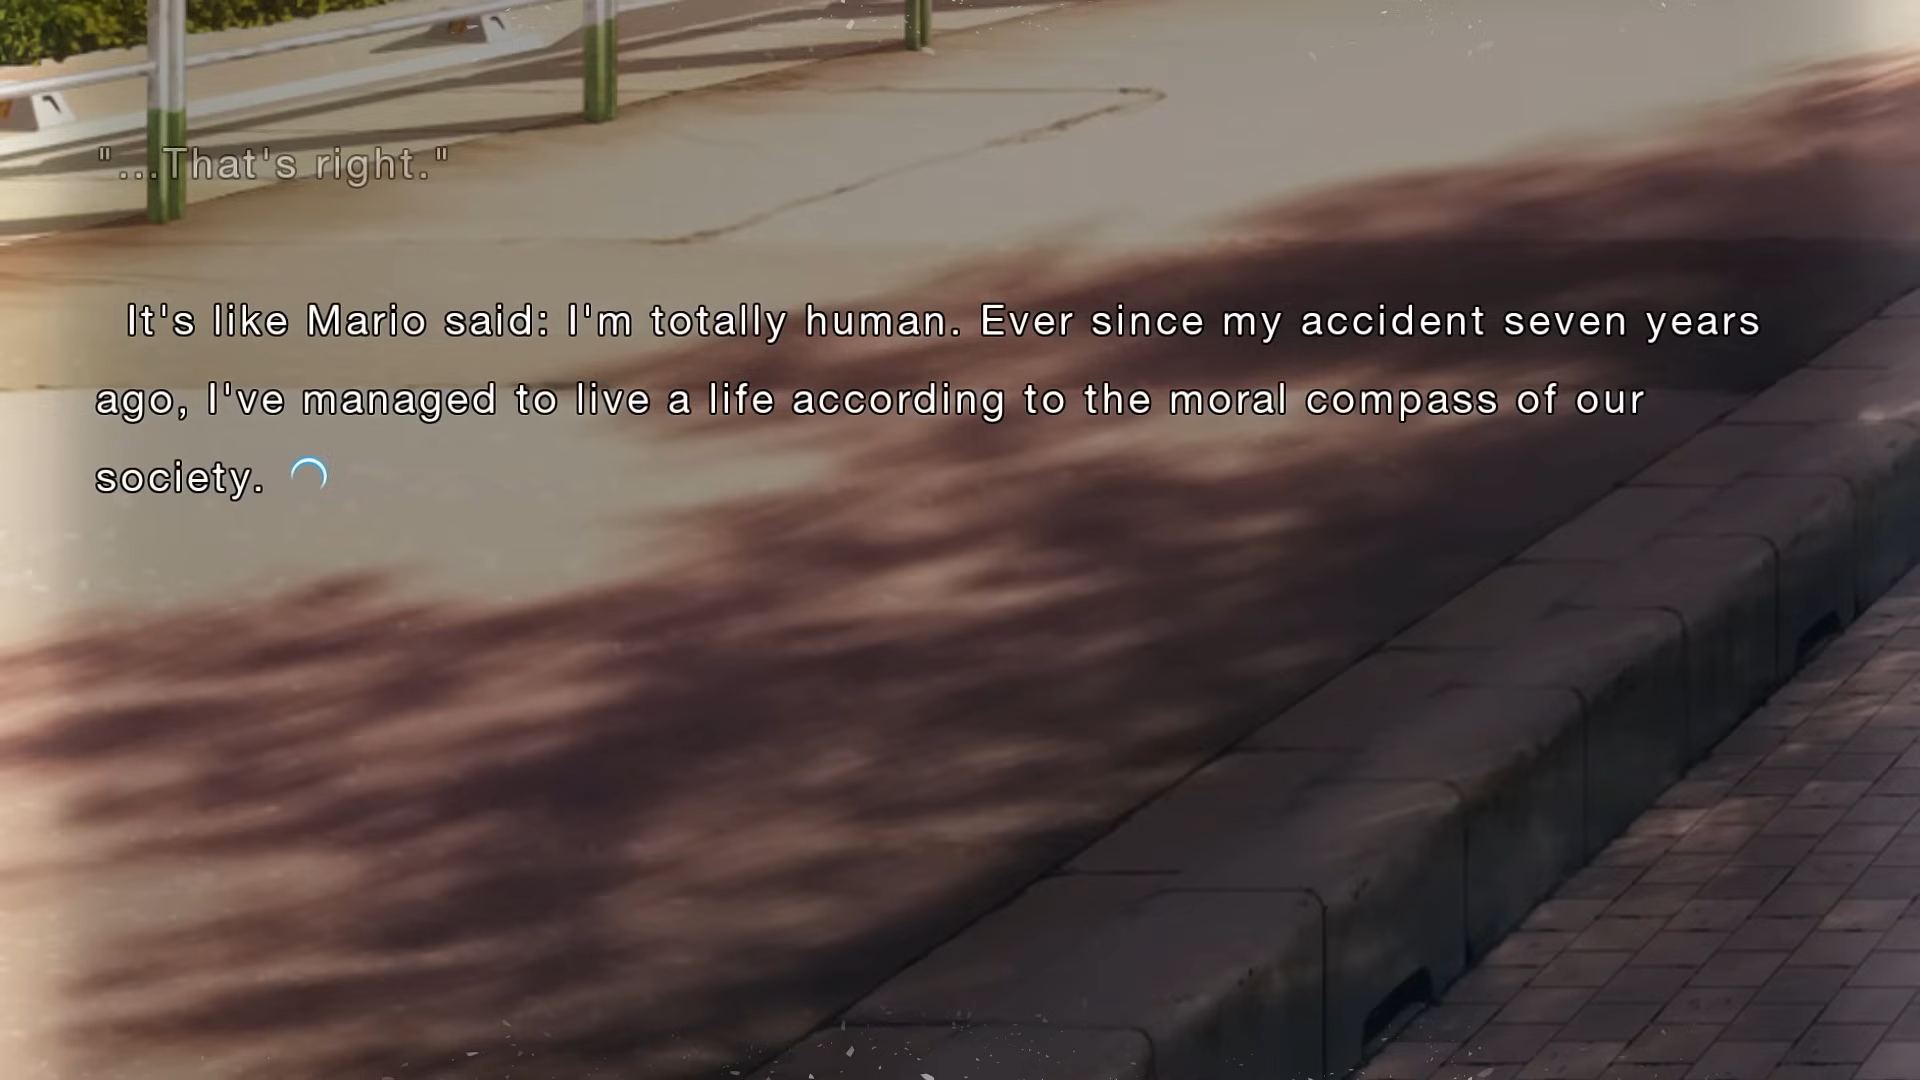 "...That's right."
It's like Mario said: I'm totally human. Ever since my accident seven years
ago, I've managed to live a life according to the moral compass of our
society.